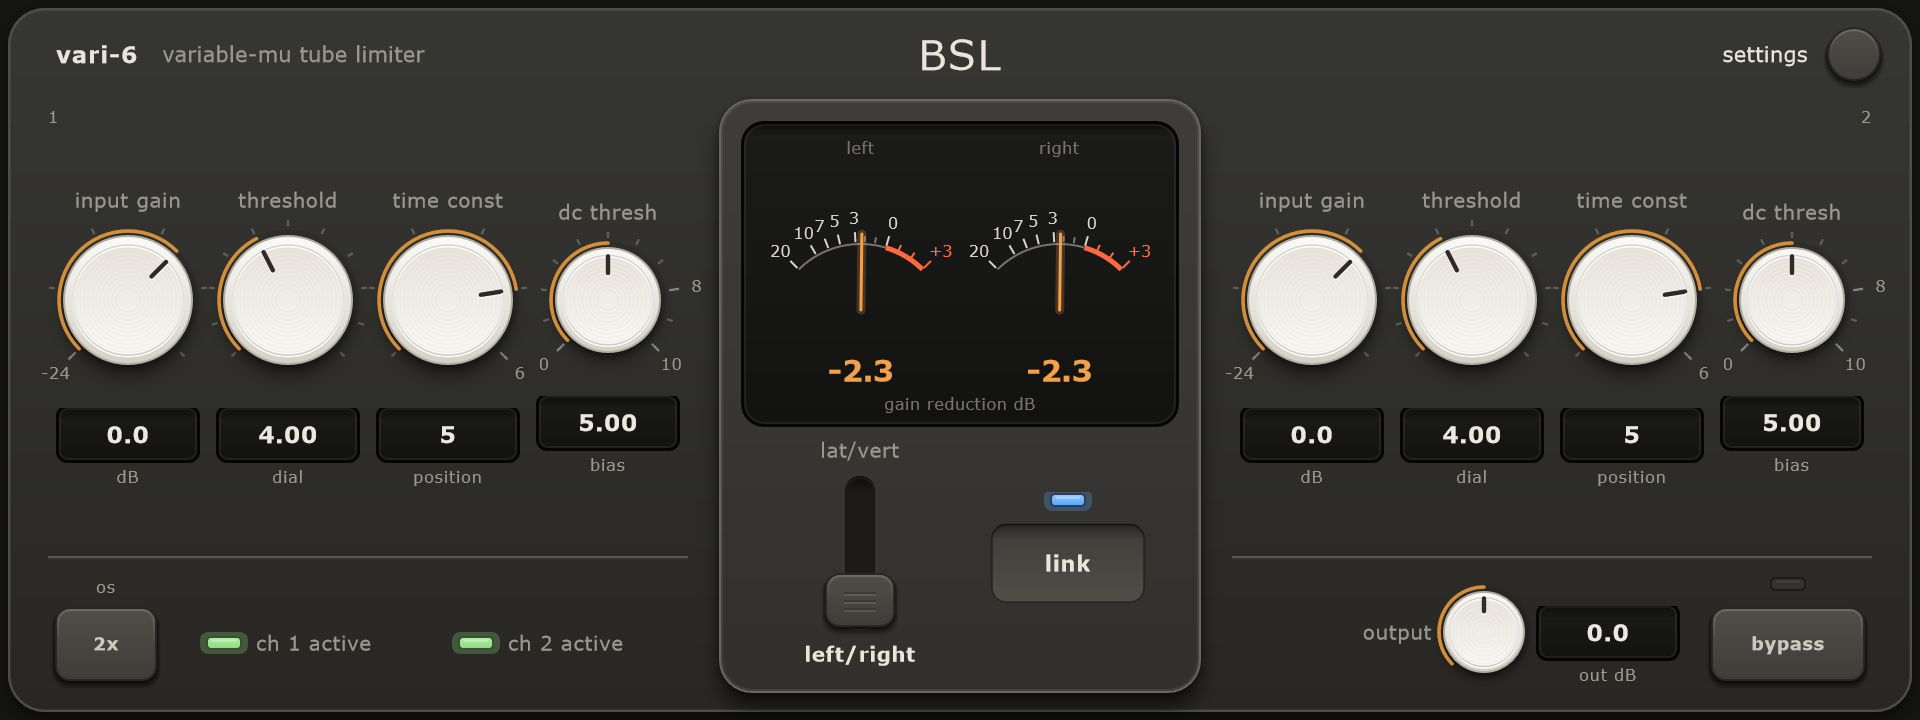 vari-6 variable-mu tube limiter
BSL
settings
1
2
left
right
input gain
threshold
time const
dc thresh
-24
6
0
8
10
0.0
4.00
5
5.00
dB
dial
position
bias
20 10 7 5 3 0 +3
20 10 7 5 3 0 +3
-2.3
-2.3
gain reduction dB
lat/vert
left/right
link
input gain
threshold
time const
dc thresh
-24
6
0
8
10
0.0
4.00
5
5.00
dB
dial
position
bias
os
2x
ch 1 active
ch 2 active
output
0.0
out dB
bypass